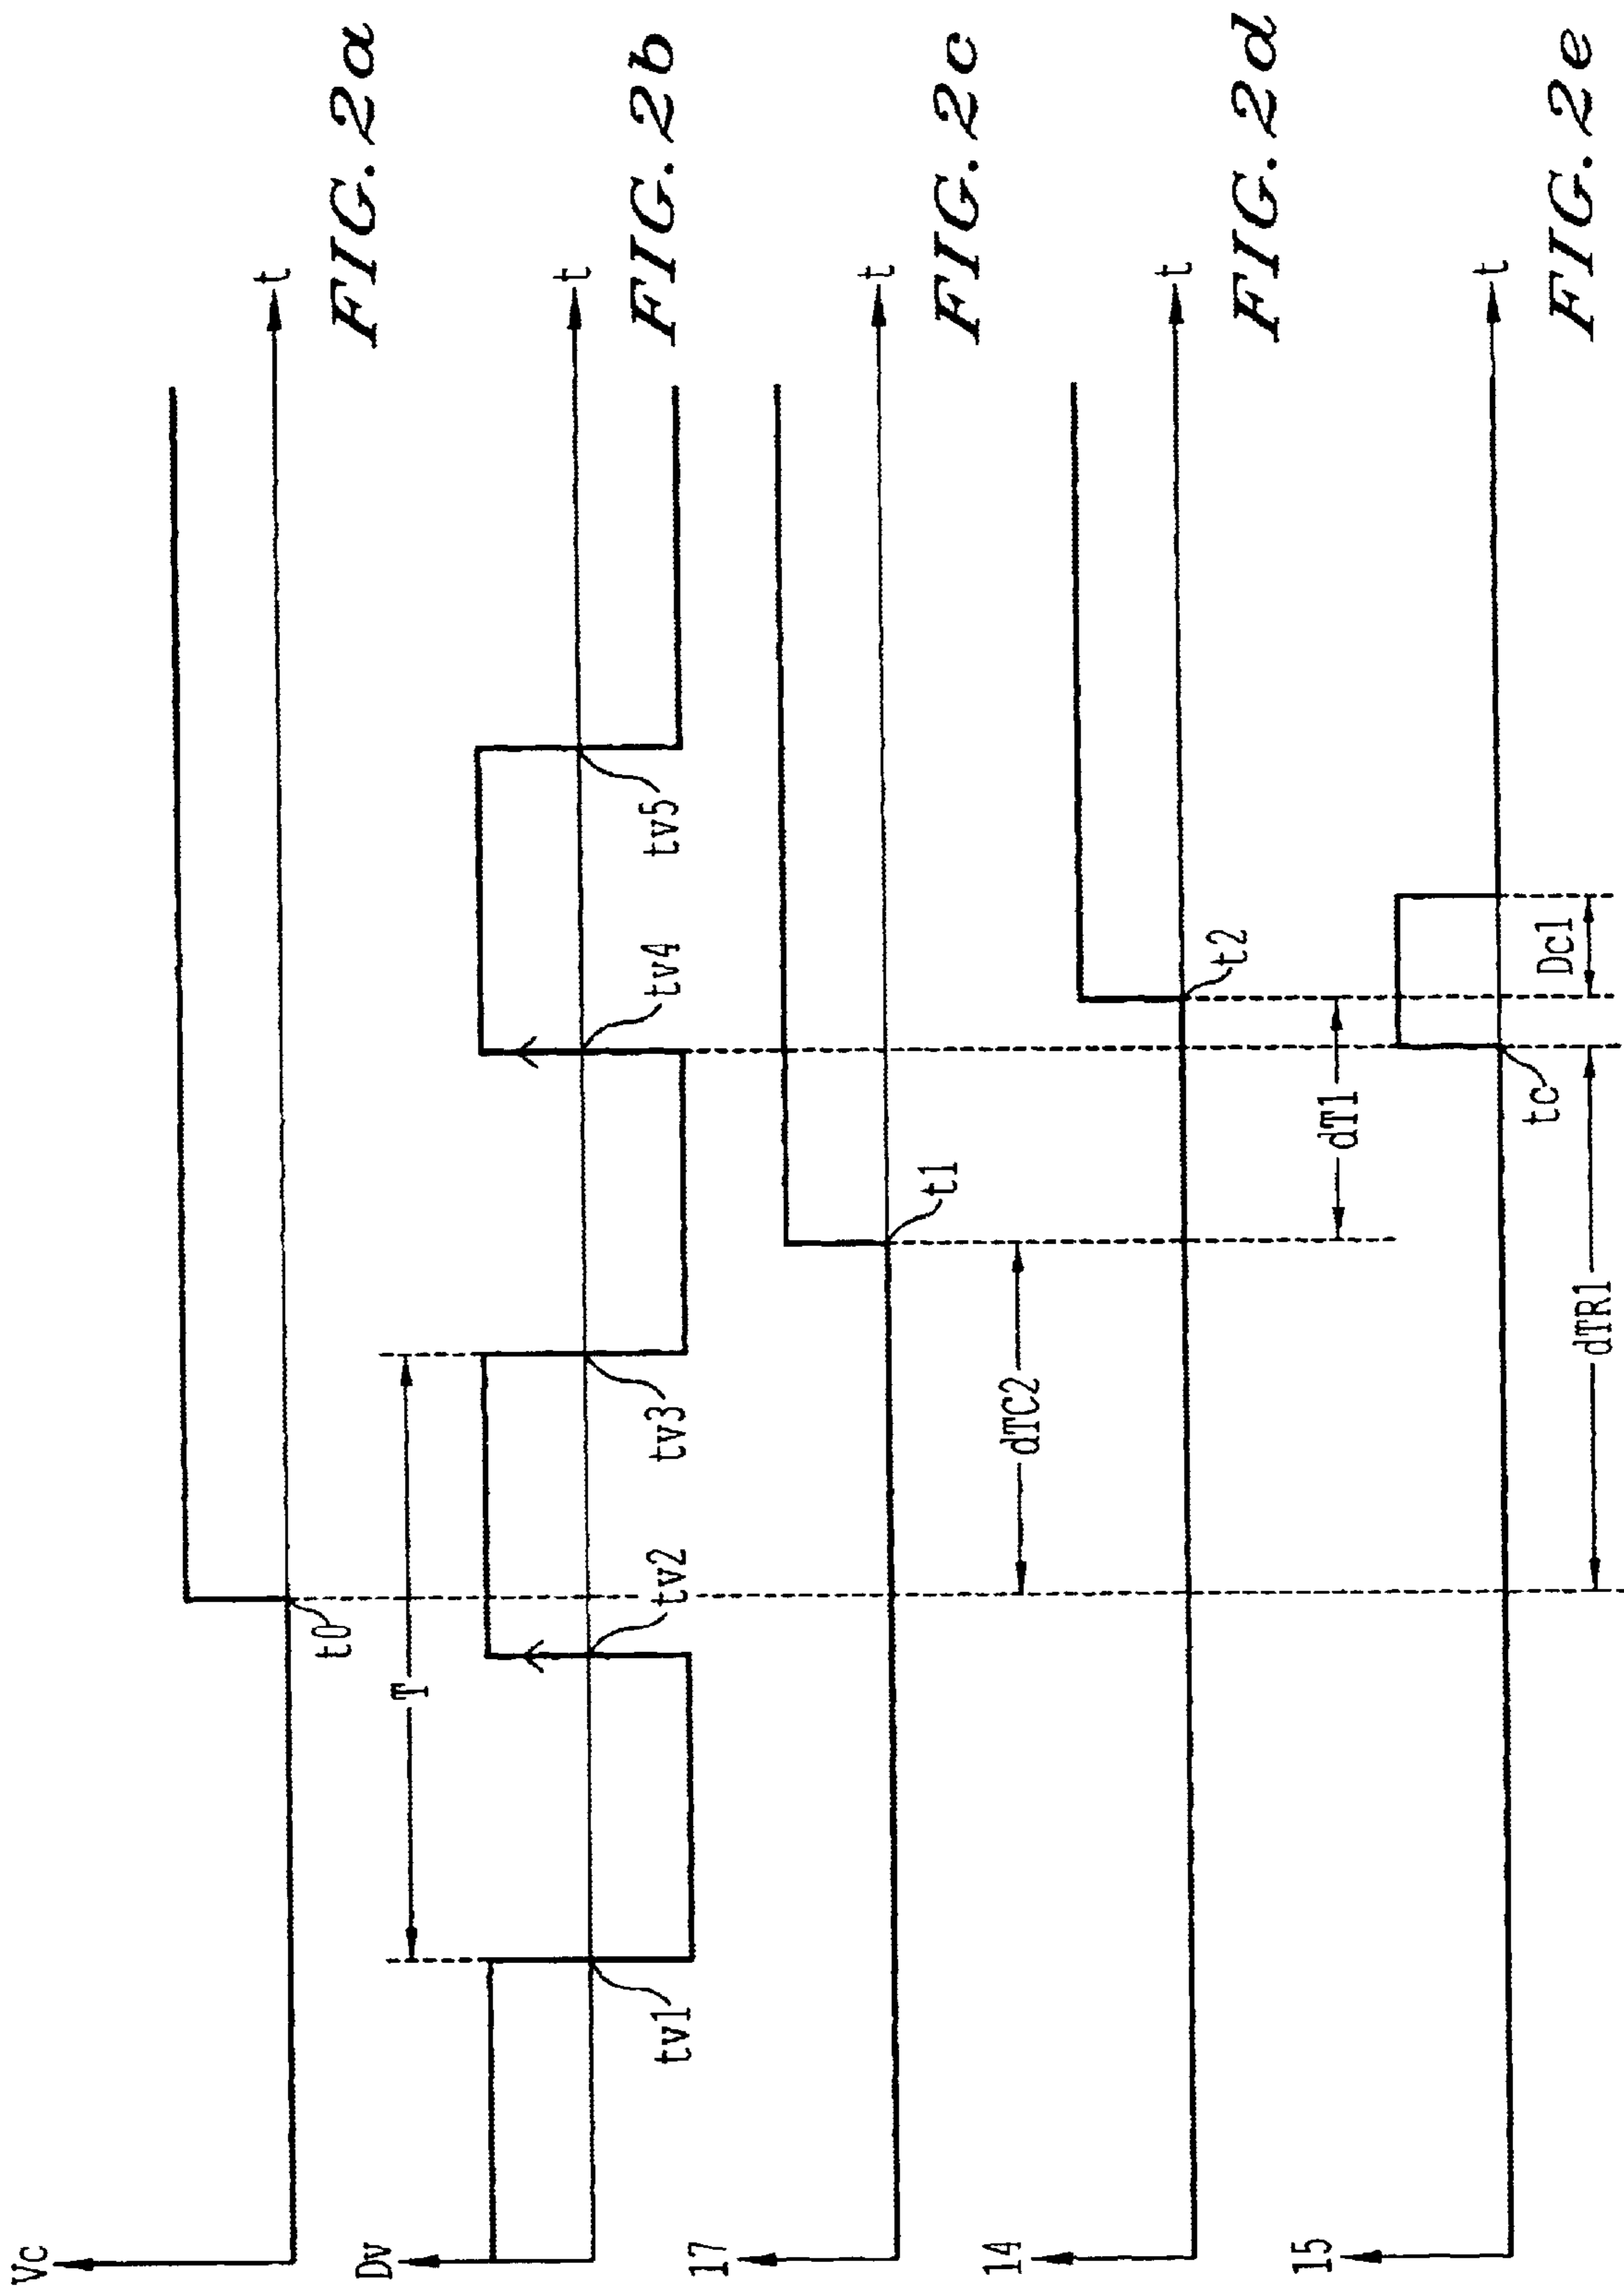 Vc
t0
t
FIG. 2a
Dv
T
tv1
tv2
tv3
tv4
tv5
t
FIG. 2b
17
t1
t
dTC2
FIG. 2c
14
t2
t
dT1
FIG. 2d
15
tc
t
Dc1
dTR1
FIG. 2e